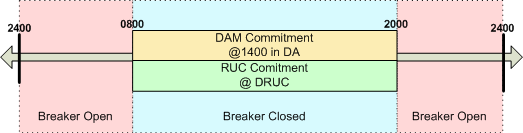 2400
0800
2000
2400
DAM Commitment
@1400 in DA
RUC Comitment
@ DRUC
Breaker Open
Breaker Closed
Breaker Open